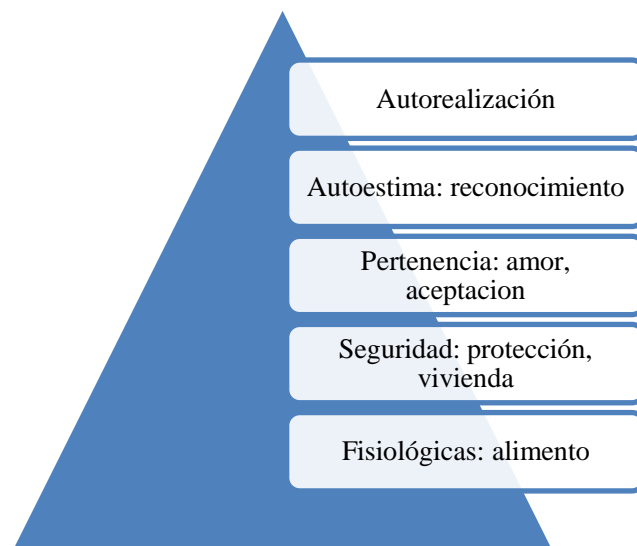 Autorealización
Autoestima: reconocimiento
Pertenencia: amor,
aceptacion
Seguridad: protección,
vivienda
Fisiológicas: alimento